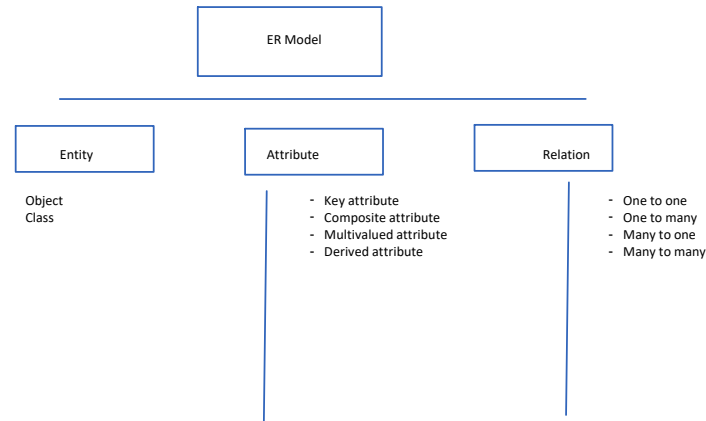 ER Model
Entity
Attribute
Relation
Object
Class
- Key attribute
- Composite attribute
- Multivalued attribute
- Derived attribute
- One to one
- One to many
- Many to one
- Many to many